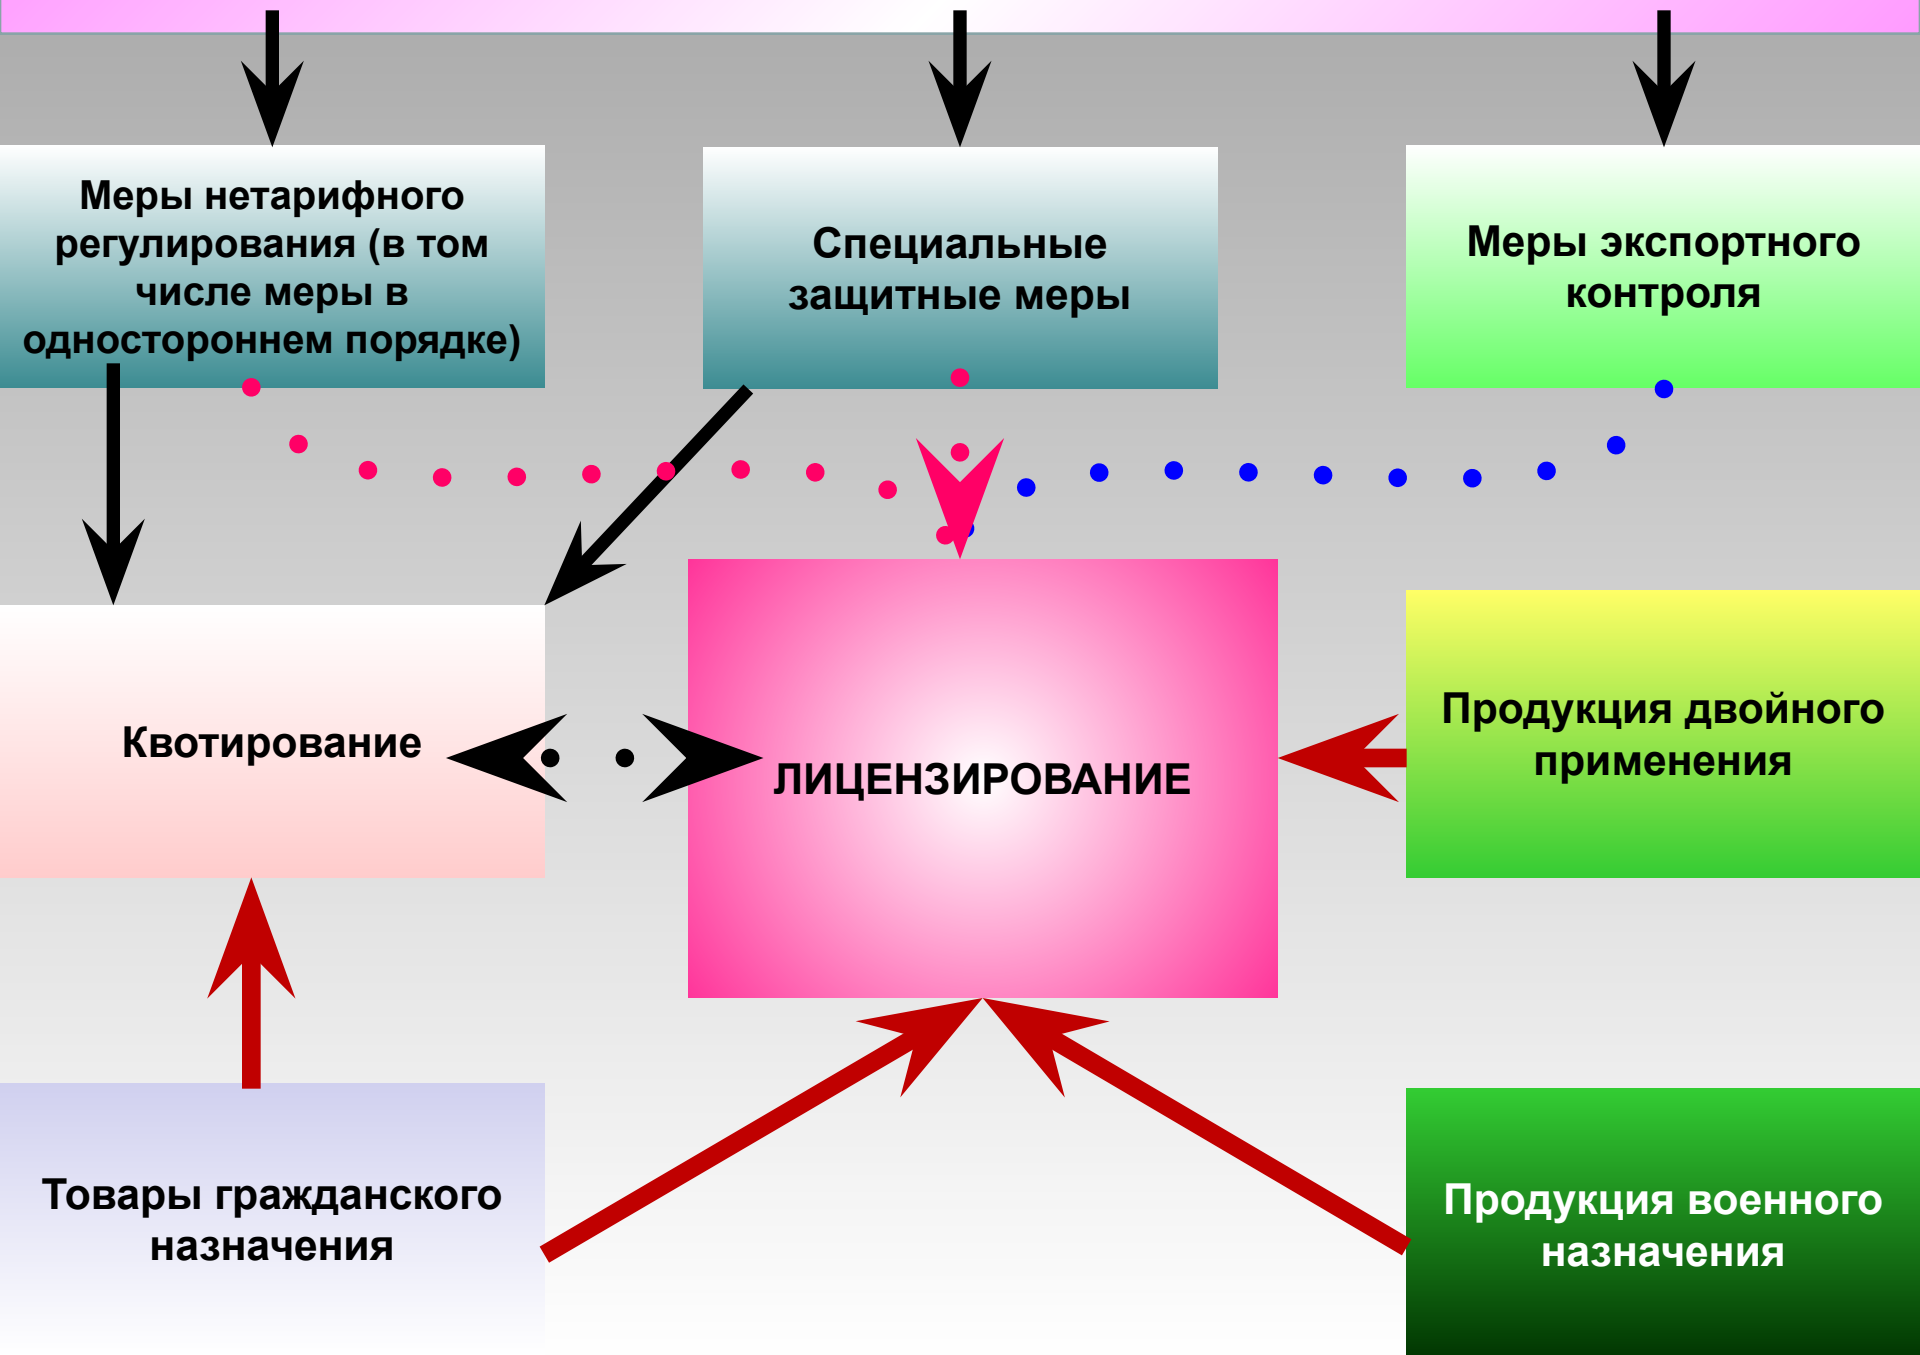 Меры нетарифного
регулирования (в том
числе меры в
одностороннем порядке)
Специальные
защитные меры
Меры экспортного
контроля
Квотирование
ЛИЦЕНЗИРОВАНИЕ
Продукция двойного
применения
Товары гражданского
назначения
Продукция военного
назначения